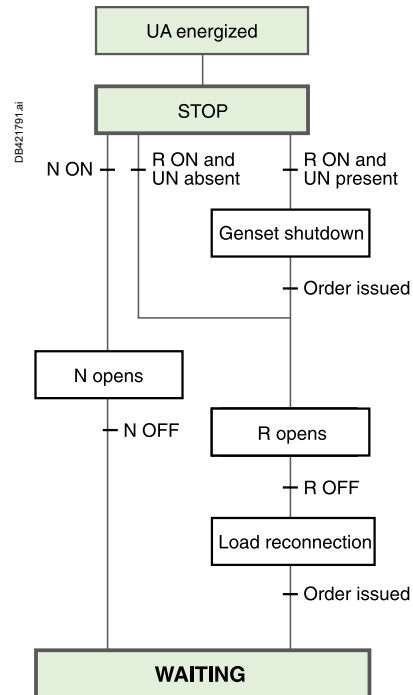 UA energized
DB421791.ai
STOP
N ON
R ON and
UN absent
R ON and
UN present
Genset shutdown
Order issued
N opens
N OFF
R opens
R OFF
Load reconnection
Order issued
WAITING